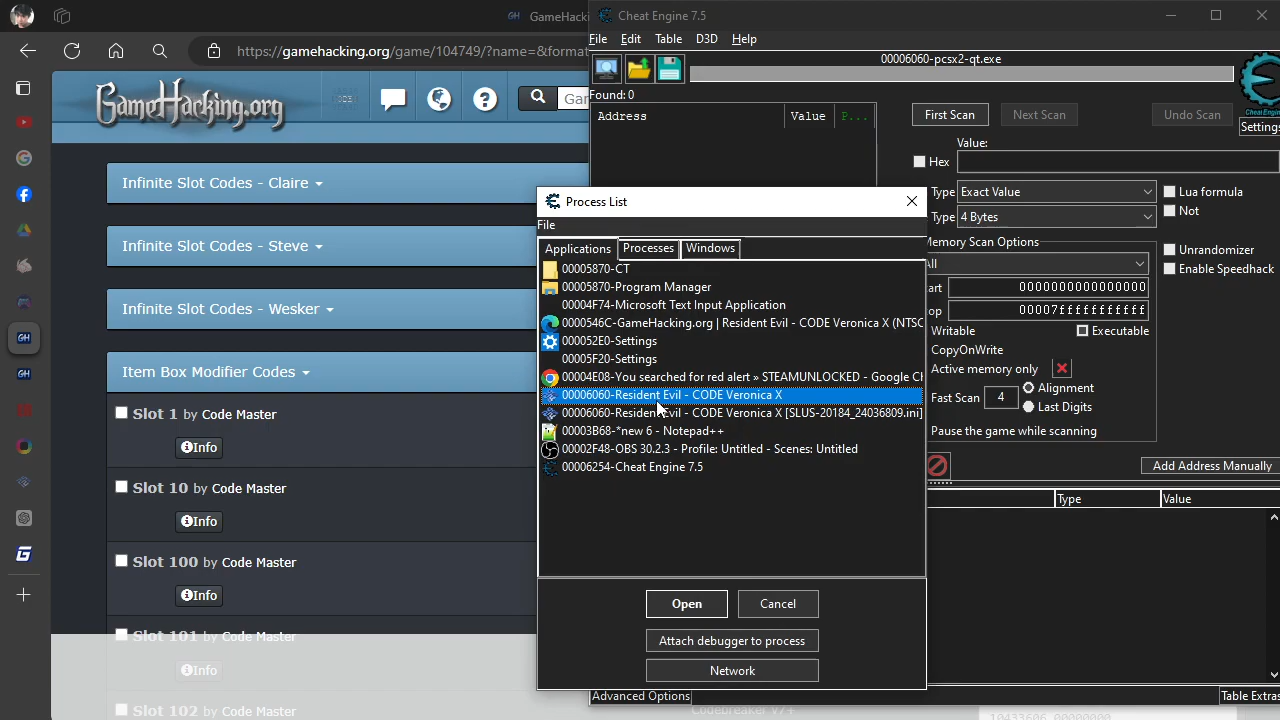 GH GameHacki
Cheat Engine 7.5
https://gamehacking.org/game/104749/?name=&format
File Edit Table D3D Help
00006060-pcsx2-qt.exe
GameHacking.org
Gam
Infinite Slot Codes - Claire
Infinite Slot Codes - Steve
Infinite Slot Codes - Wesker
Item Box Modifier Codes
Slot 1 by Code Master
Info
Slot 10 by Code Master
Info
Slot 100 by Code Master
Info
Slot 101 by Code Master
Info
Slot 102 by Code Master
Codebreaker V7+
10433606 00000000
Found: 0
Address Value P...
First Scan Next Scan Undo Scan
Cheat Engin
Settings
Value:
Hex
Type Exact Value
Lua formula
Type 4 Bytes
Not
Memory Scan Options
All
Unrandomizer
Enable Speedhack
art 0000000000000000
op 00007fffffffffff
Writable Executable
CopyOnWrite
Active memory only
Fast Scan 4 Alignment
Last Digits
Pause the game while scanning
Add Address Manually
Type Value
Advanced Options
Table Extras
Process List
File
Applications Processes Windows
00005870-CT
00005870-Program Manager
00004F74-Microsoft Text Input Application
0000546C-GameHacking.org | Resident Evil - CODE Veronica X (NTSC
000052E0-Settings
00005F20-Settings
00004E08-You searched for red alert » STEAMUNLOCKED - Google Ch
00006060-Resident Evil - CODE Veronica X
00006060-Resident Evil - CODE Veronica X [SLUS-20184_24036809.ini]
00003B68-*new 6 - Notepad++
00002F48-OBS 30.2.3 - Profile: Untitled - Scenes: Untitled
00006254-Cheat Engine 7.5
Open Cancel
Attach debugger to process
Network